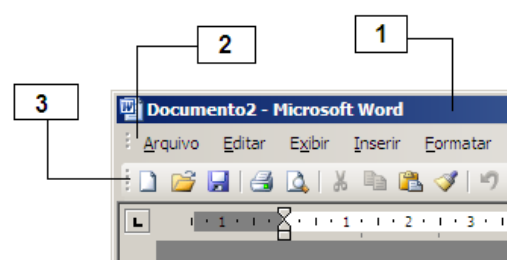 1
2
3
Documento2 - Microsoft Word
Arquivo Editar Exibir Inserir Formatar
L 1 1 2 3